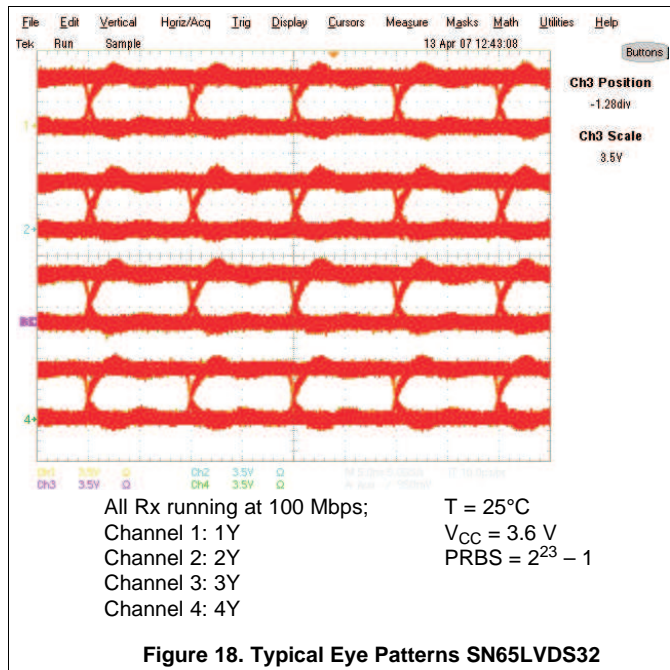 File Edit Vertical Horiz/Acq Trig Display Cursors Measure Masks Math Utilities Help
Tek Run Sample 13 Apr 07 12:43:08
Buttons
Ch3 Position
-1.28div
Ch3 Scale
3.5V
1
2
4
Ch1 3.5V Ω Ch2 3.5V Ω
Ch3 3.5V Ω Ch4 3.5V Ω
All Rx running at 100 Mbps; T = 25°C
Channel 1: 1Y V<sub>CC</sub> = 3.6 V
Channel 2: 2Y PRBS = 2²³ – 1
Channel 3: 3Y
Channel 4: 4Y
Figure 18. Typical Eye Patterns SN65LVDS32